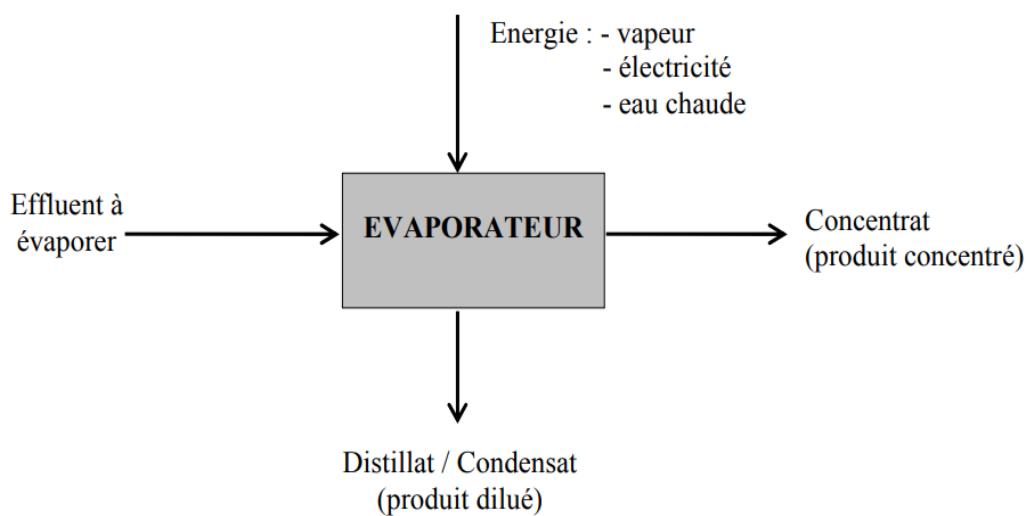 Energie : - vapeur
- électricité
- eau chaude
Effluent à
évaporer
EVAPORATEUR
Concentrat
(produit concentré)
Distillat / Condensat
(produit dilué)